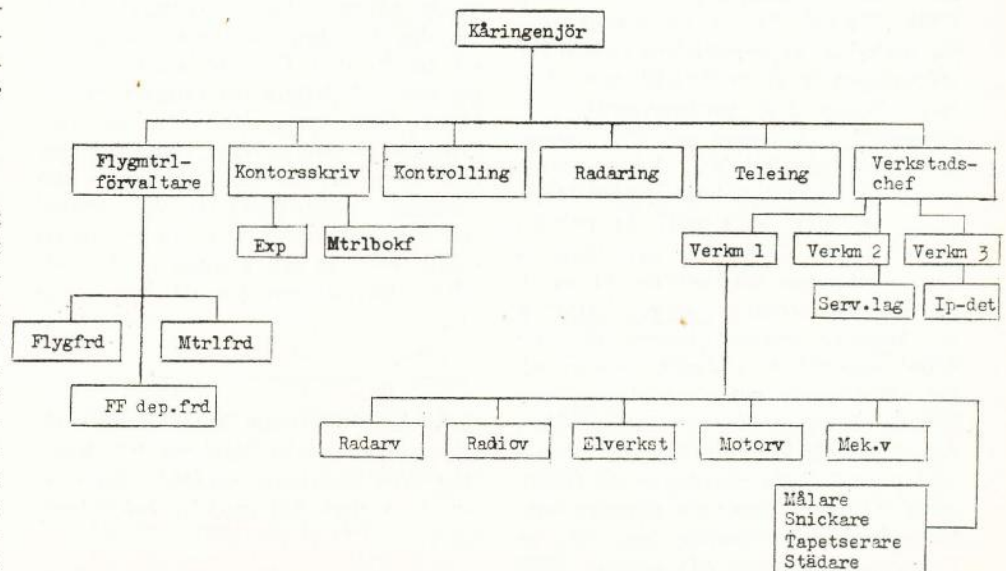 Kåringenjör
Flygmtrl-
förvaltare
Kontorsskriv
Kontrolling
Radaring
Teleing
Verkstads-
chef
Exp
Mtrlbokf
Verkm 1
Verkm 2
Verkm 3
Serv.lag
Ip-det
Flygfrd
Mtrlfrd
FF dep.frd
Radarv
Radiov
Elverkst
Motorv
Mek.v
Målare
Snickare
Tapetserare
Städare